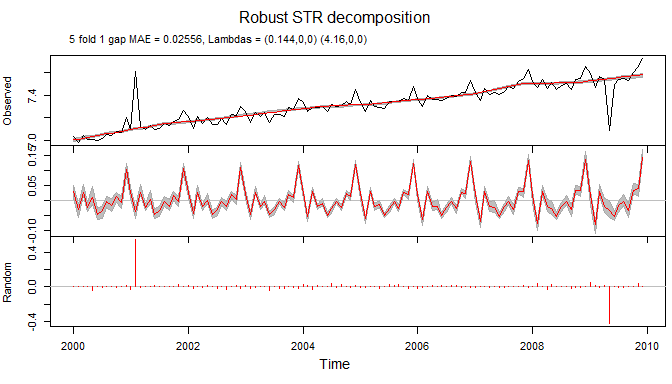 Robust STR decomposition
5 fold 1 gap MAE = 0.02556, Lambdas = (0.144,0,0) (4.16,0,0)
Observed
7.4
7.0
0.15
0.05
-0.10
0.4
Random
0.0
-0.4
2000 2002 2004 2006 2008 2010
Time